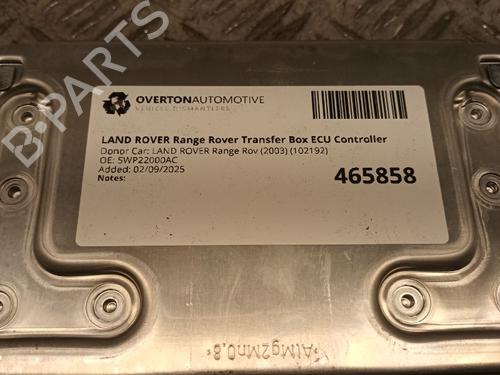 B-PARTS
OVERTONAUTOMOTIVE
VEHICLE DISMANTLERS
LAND ROVER Range Rover Transfer Box ECU Controller
Donor Car: LAND ROVER Range Rov (2003) (102192)
OE: 5WP22000AC
Added: 02/09/2025
Notes:
465858
AlMg2Mn0,8